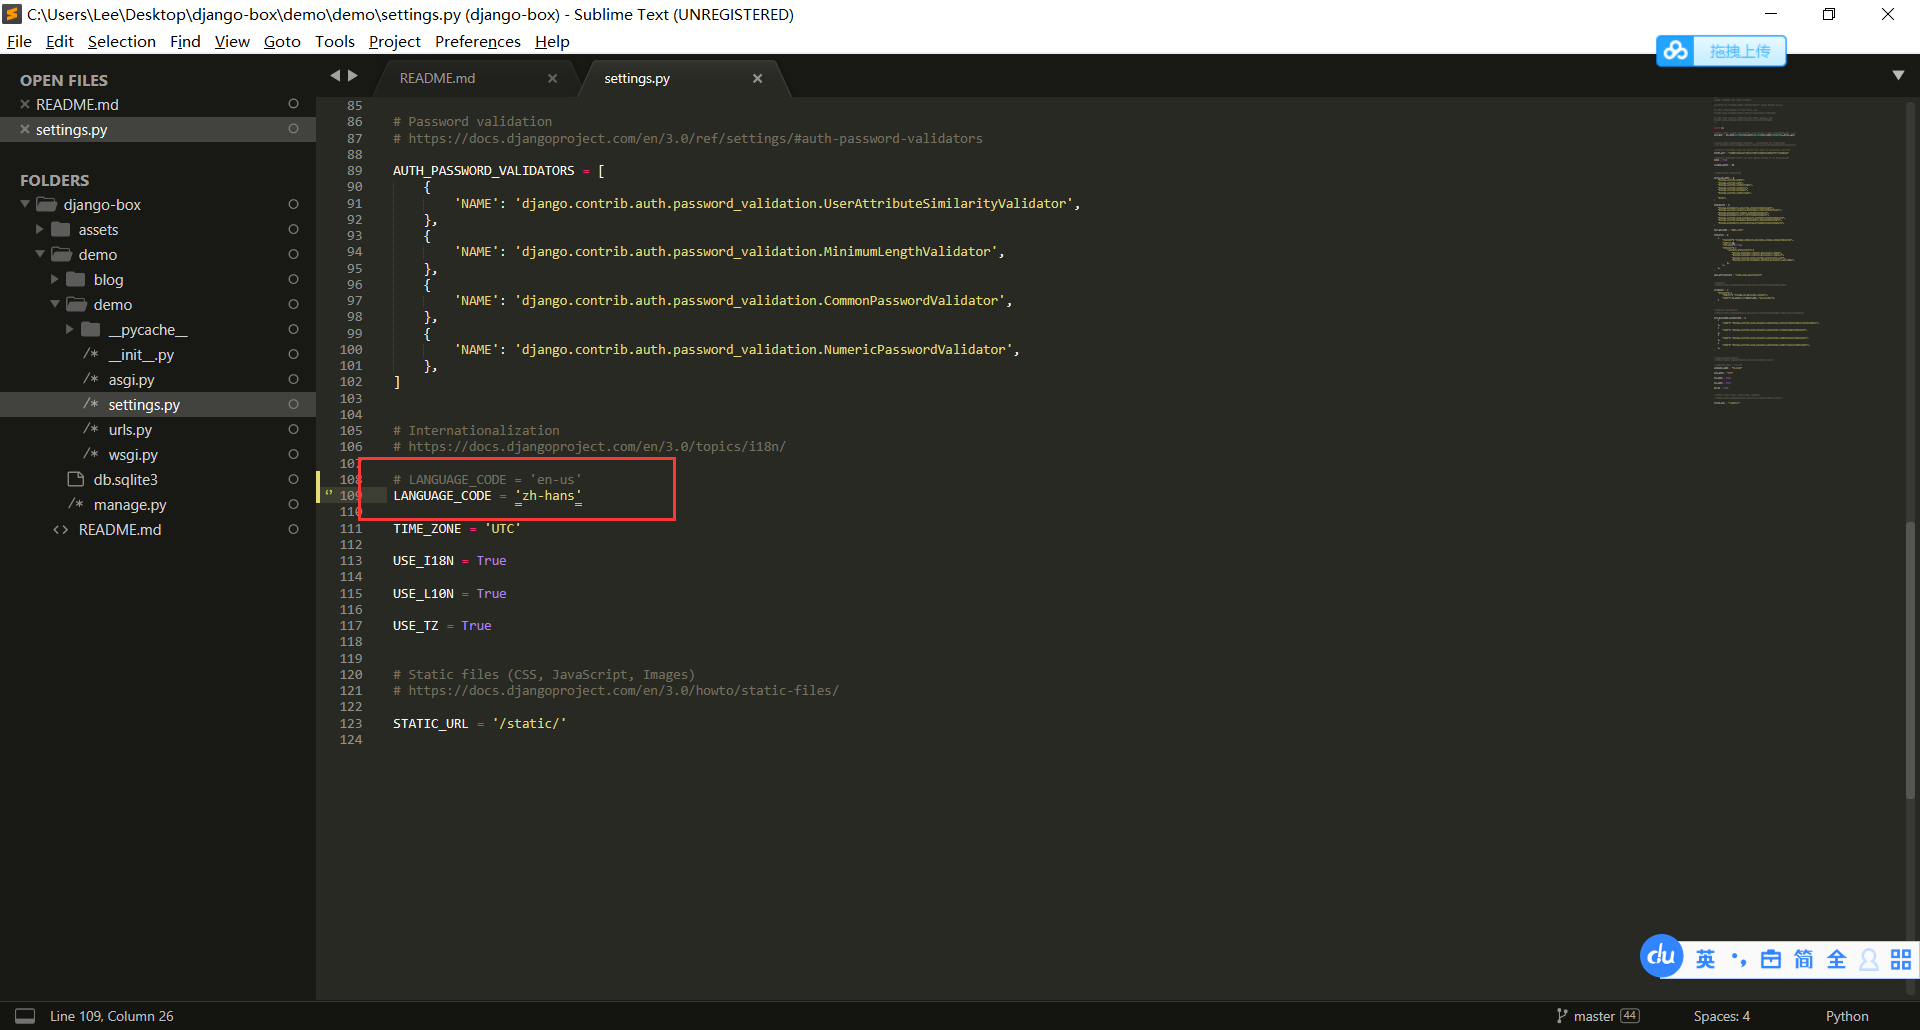 C:\Users\Lee\Desktop\django-box\demo\demo\settings.py (django-box) - Sublime Text (UNREGISTERED)
File Edit Selection Find View Goto Tools Project Preferences Help
拖拽上传
OPEN FILES
README.md
settings.py
FOLDERS
django-box
assets
demo
blog
demo
__pycache__
/* __init__.py
/* asgi.py
/* settings.py
/* urls.py
/* wsgi.py
db.sqlite3
/* manage.py
<> README.md
README.md
settings.py
85
86 # Password validation
87 # https://docs.djangoproject.com/en/3.0/ref/settings/#auth-password-validators
88
89 AUTH_PASSWORD_VALIDATORS = [
90 {
91 'NAME': 'django.contrib.auth.password_validation.UserAttributeSimilarityValidator',
92 },
93 {
94 'NAME': 'django.contrib.auth.password_validation.MinimumLengthValidator',
95 },
96 {
97 'NAME': 'django.contrib.auth.password_validation.CommonPasswordValidator',
98 },
99 {
100 'NAME': 'django.contrib.auth.password_validation.NumericPasswordValidator',
101 },
102 ]
103
104
105 # Internationalization
106 # https://docs.djangoproject.com/en/3.0/topics/i18n/
107
108 # LANGUAGE_CODE = 'en-us'
109 LANGUAGE_CODE = 'zh-hans'
110
111 TIME_ZONE = 'UTC'
112
113 USE_I18N = True
114
115 USE_L10N = True
116
117 USE_TZ = True
118
119
120 # Static files (CSS, JavaScript, Images)
121 # https://docs.djangoproject.com/en/3.0/howto/static-files/
122
123 STATIC_URL = '/static/'
124
du 英 简 全
Line 109, Column 26
master 44
Spaces: 4
Python